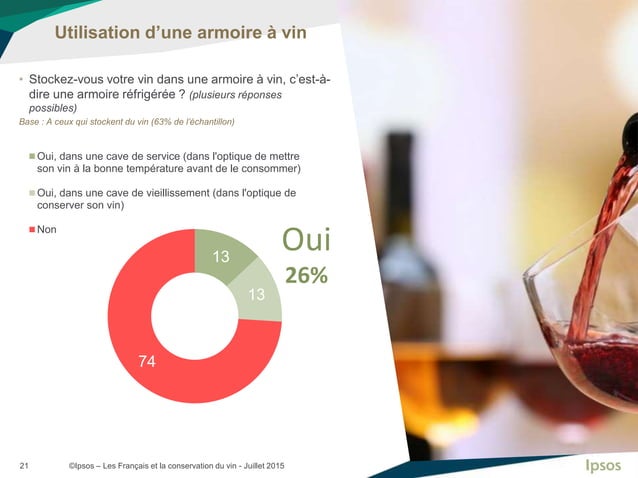 Utilisation d’une armoire à vin
• Stockez-vous votre vin dans une armoire à vin, c’est-à-
dire une armoire réfrigérée ? (plusieurs réponses
possibles)
Base : A ceux qui stockent du vin (63% de l’échantillon)
Oui, dans une cave de service (dans l'optique de mettre
son vin à la bonne température avant de le consommer)
Oui, dans une cave de vieillissement (dans l'optique de
conserver son vin)
Non
13
13
74
Oui
26%
21
©Ipsos – Les Français et la conservation du vin - Juillet 2015
Ipsos